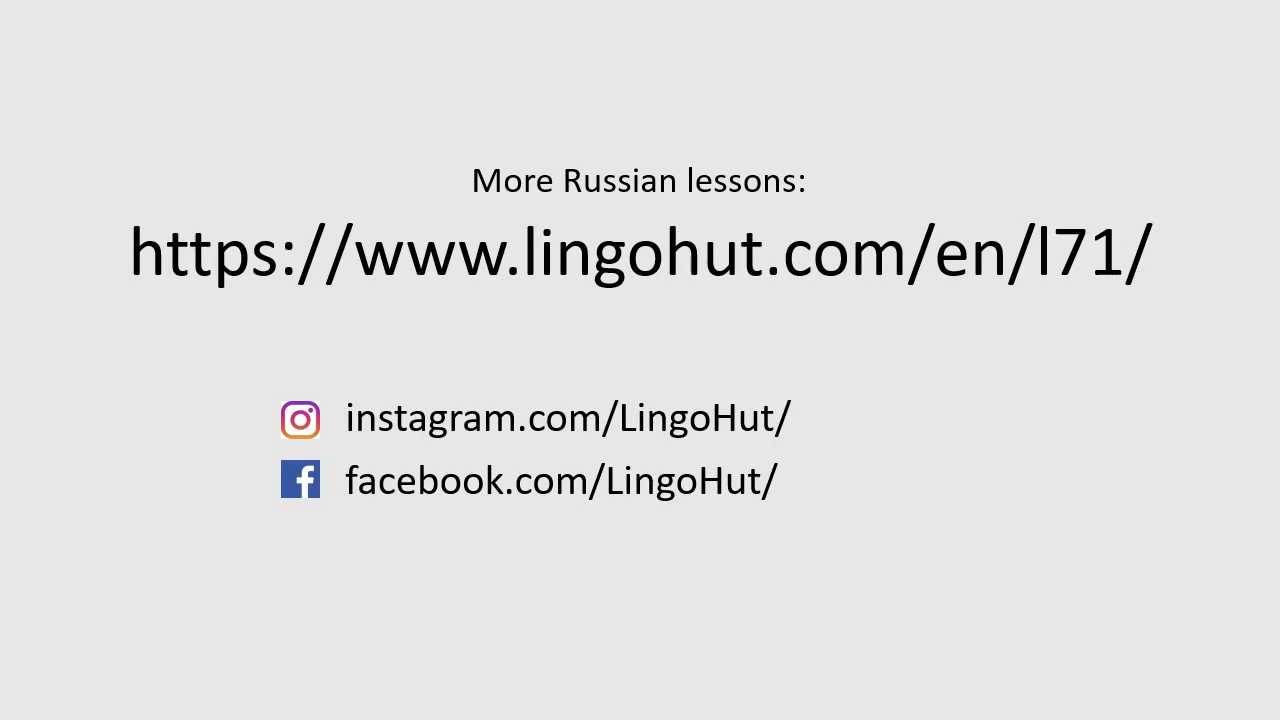 More Russian lessons:
https://www.lingohut.com/en/l71/
instagram.com/LingoHut/
facebook.com/LingoHut/